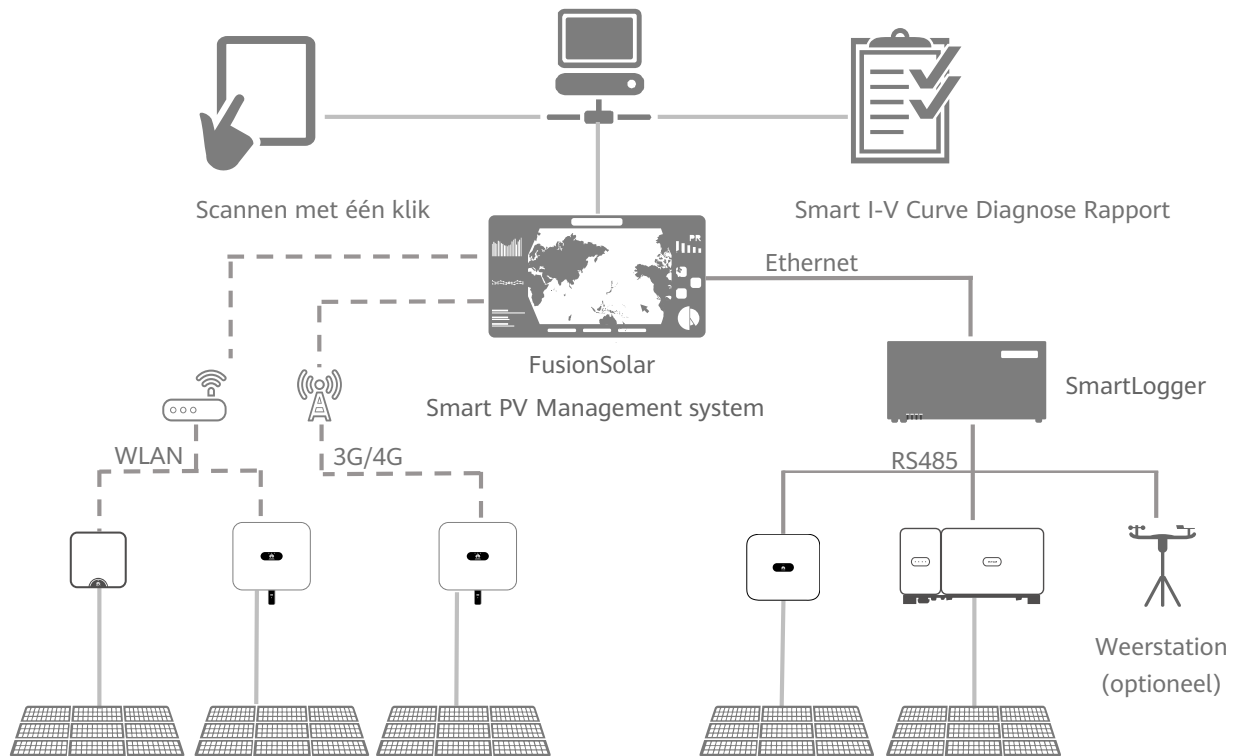 Scannen met één klik
Smart I-V Curve Diagnose Rapport
PR
Ethernet
FusionSolar
Smart PV Management system
SmartLogger
WLAN
3G/4G
RS485
Weerstation
(optioneel)